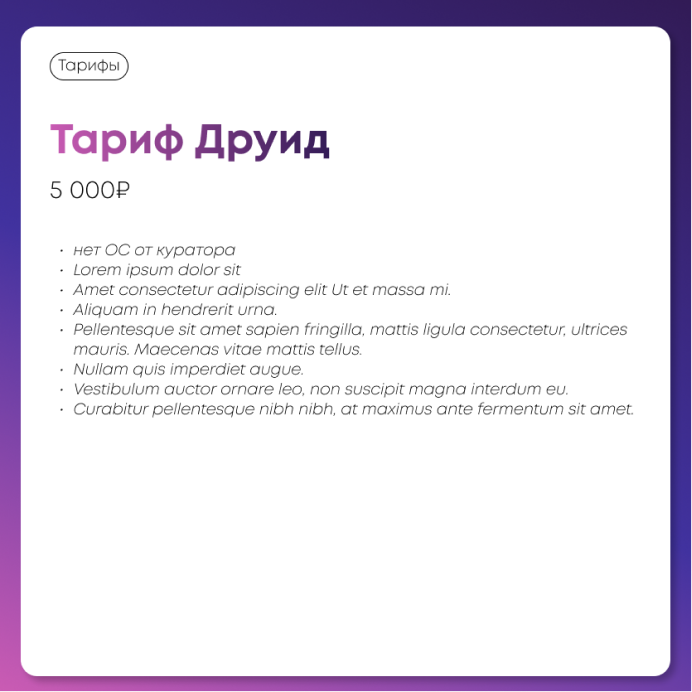 Тарифы
Тариф Друид
5 000₽
· нет ОС от куратора
· Lorem ipsum dolor sit
· Amet consectetur adipiscing elit Ut et massa mi.
· Aliquam in hendrerit urna.
· Pellentesque sit amet sapien fringilla, mattis ligula consectetur, ultrices
mauris. Maecenas vitae mattis tellus.
· Nullam quis imperdiet augue.
· Vestibulum auctor ornare leo, non suscipit magna interdum eu.
· Curabitur pellentesque nibh nibh, at maximus ante fermentum sit amet.